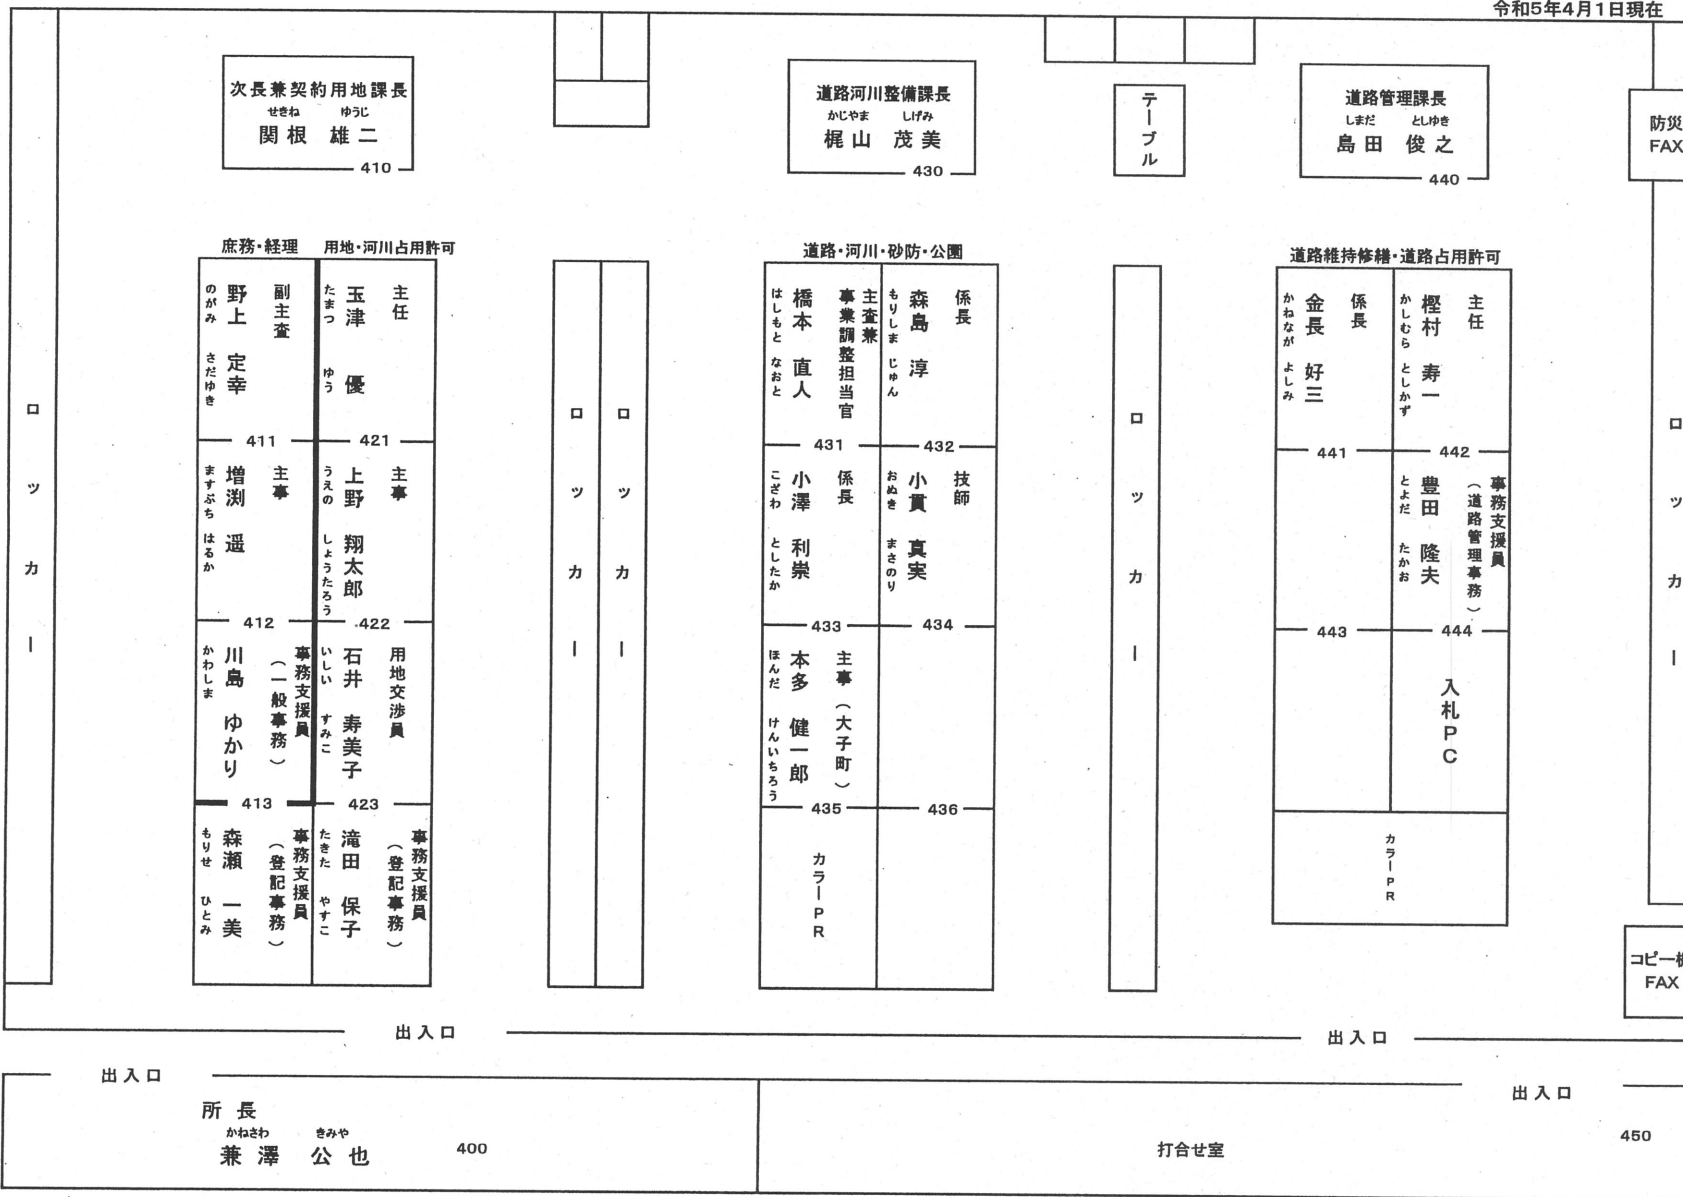 令和5年4月1日現在
次長兼契約用地課長
せきね ゆうじ
関根 雄二
410
道路河川整備課長
かじやま しげみ
梶山 茂美
430
テーブル
道路管理課長
しまだ としゆき
島田 俊之
440
防災
FAX
ロッカー
庶務・経理
副主査
野上 定幸
のがみ さだゆき
411
主事
増渕 遥
ますぶち はるか
412
事務支援員
（一般事務）
川島 ゆかり
かわしま
413
事務支援員
（登記事務）
森瀬 一美
もりせ ひとみ
用地・河川占用許可
主任
玉津 優
たまつ ゆう
421
主事
上野 翔太郎
うえの しょうたろう
422
用地交渉員
石井 寿美子
いしい すみこ
423
事務支援員
（登記事務）
滝田 保子
たきた やすこ
ロッカー
ロッカー
道路・河川・砂防・公園
主査兼
事業調整担当官
橋本 直人
はしもと なおと
431
係長
森島 淳
もりしま じゅん
432
係長
小澤 利崇
こざわ としたか
433
技師
小貫 真実
おぬき まさのり
434
主事（大子町）
本多 健一郎
ほんだ けんいちろう
435
436
カラーPR
ロッカー
道路維持修繕・道路占用許可
係長
金長 好三
かねなが よしみ
441
主任
樫村 寿一
かしむら としかず
442
事務支援員
（道路管理事務）
豊田 隆夫
とよだ たかお
443
444
入札PC
カラーPR
ロッカー
コピー機
FAX
出入口
出入口
出入口
出入口
所長
かねさわ きみや
兼澤 公也
400
打合せ室
450